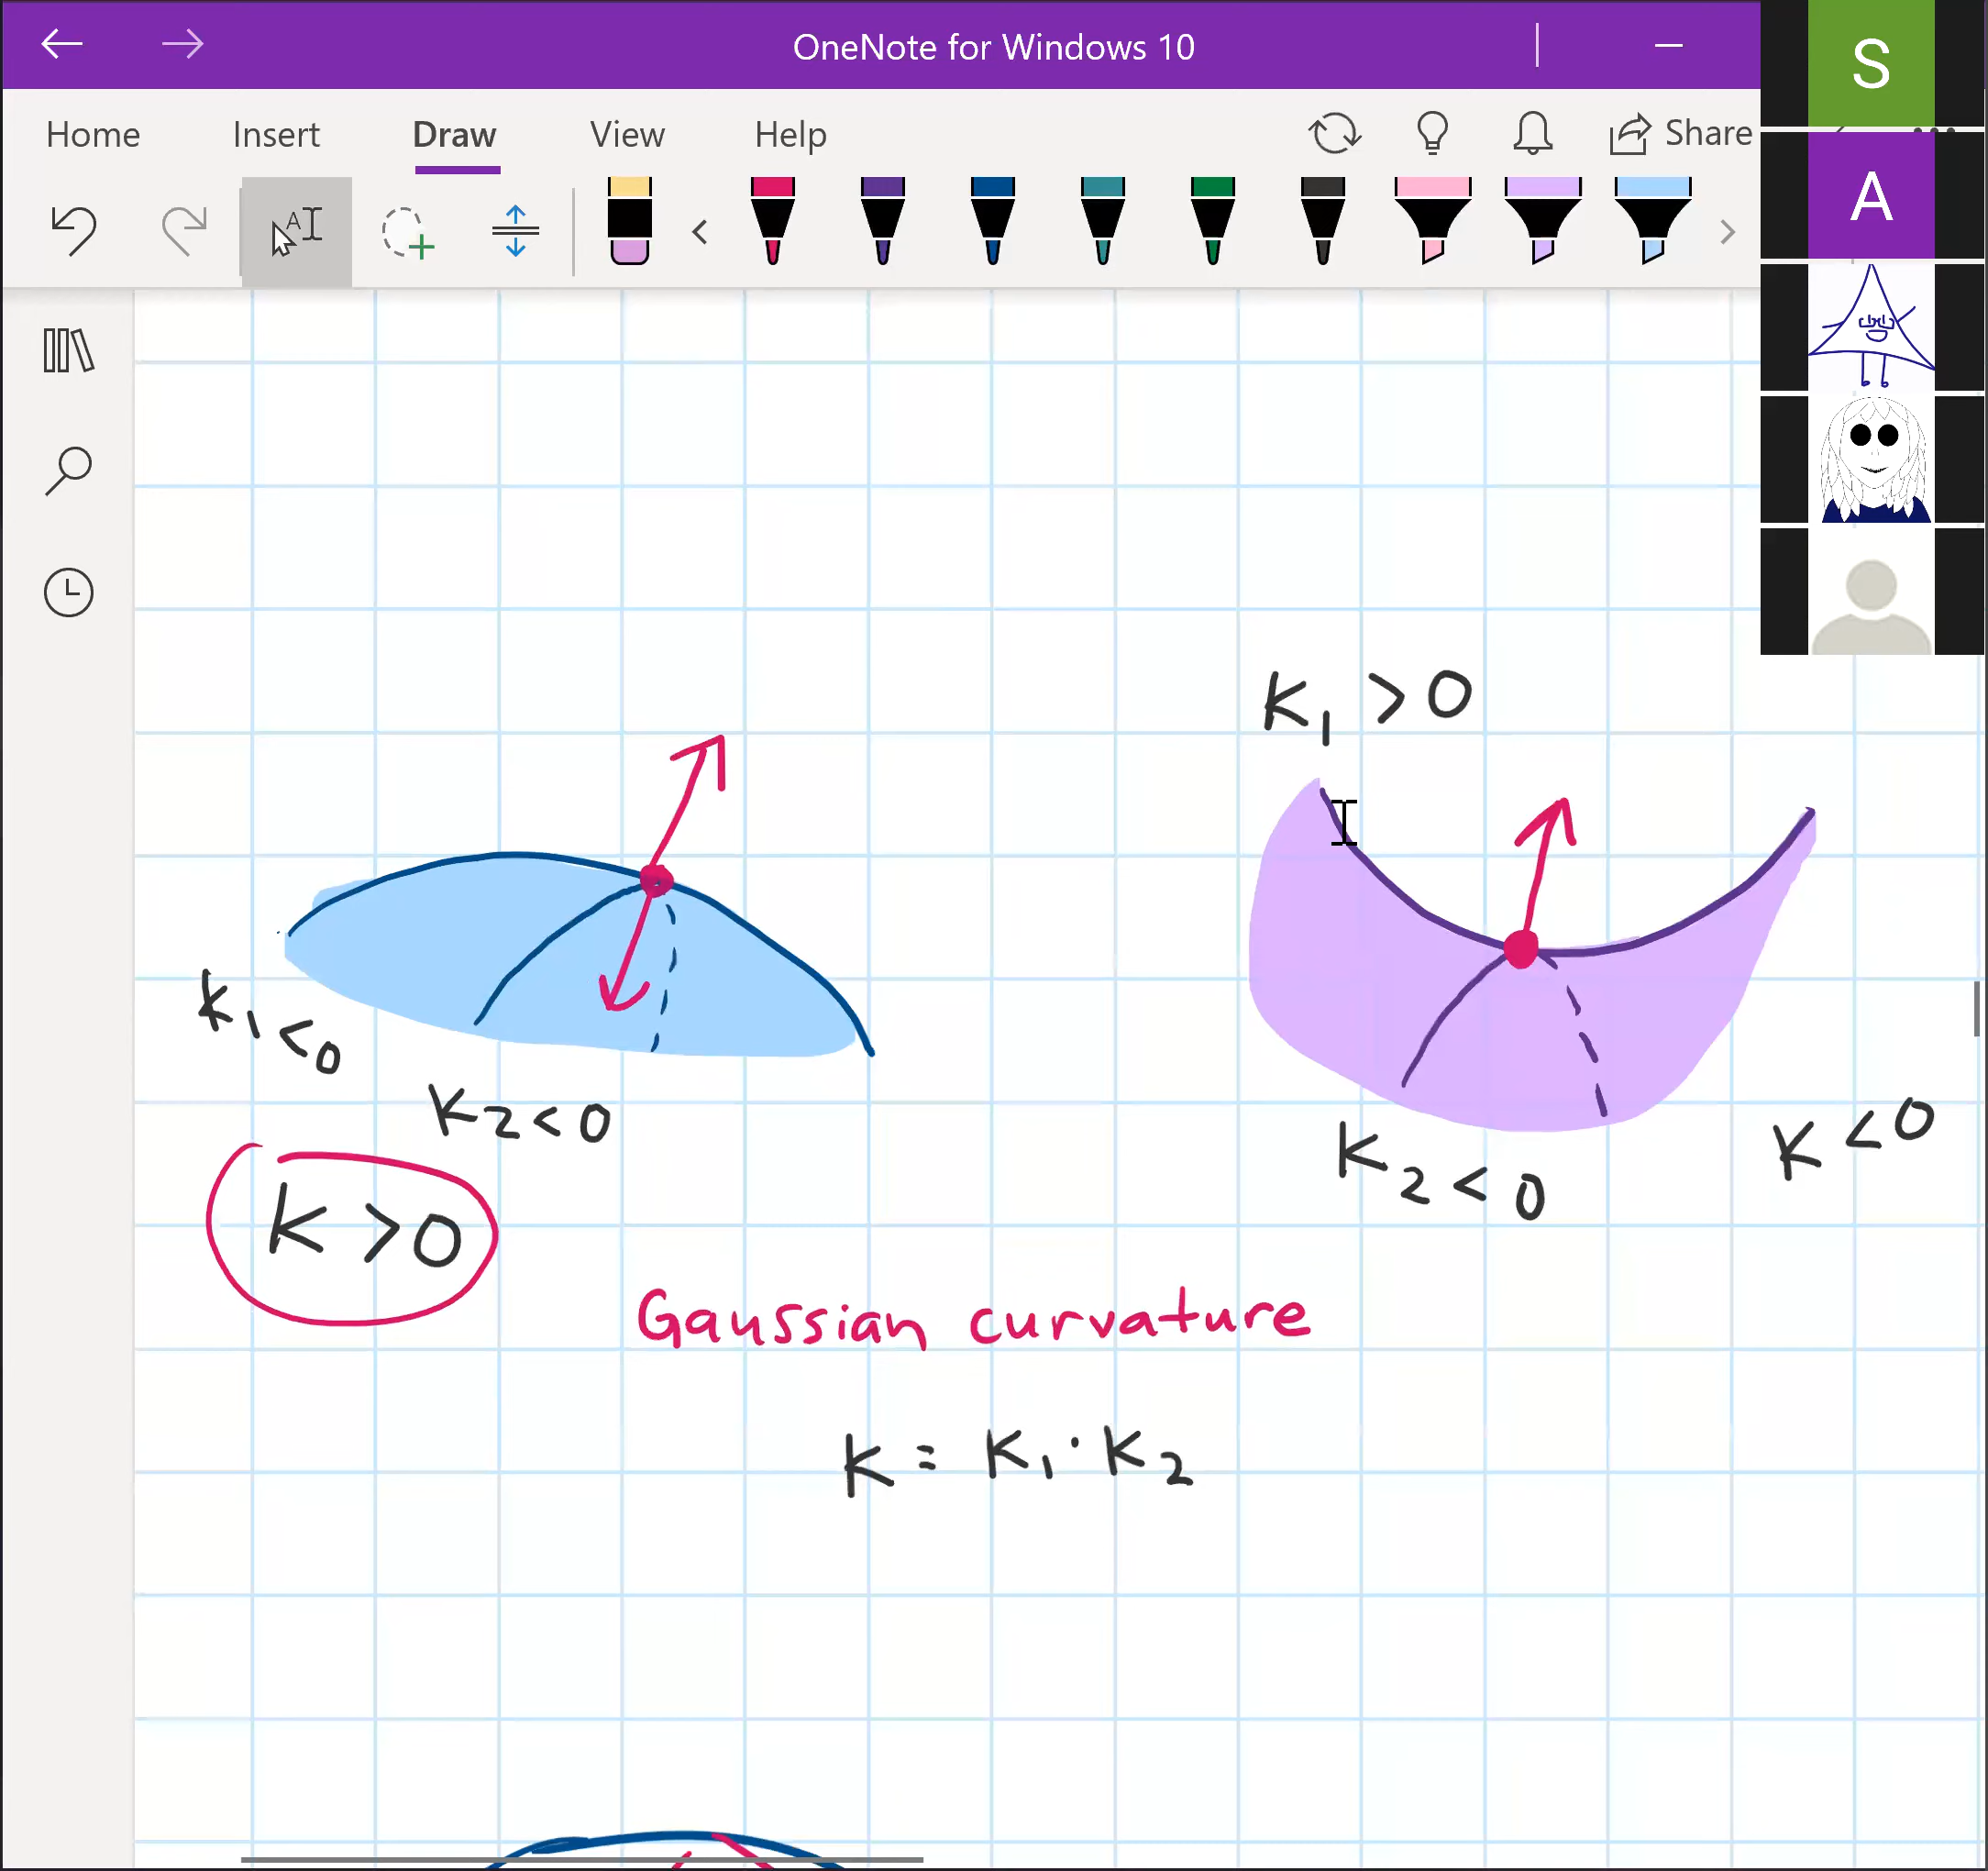 OneNote for Windows 10
S
Home Insert Draw View Help Share
A
K₁ > 0
K₁ < 0
K₂ < 0
K < 0
K₂ < 0
K > 0
Gaussian curvature
K = K₁ · K₂